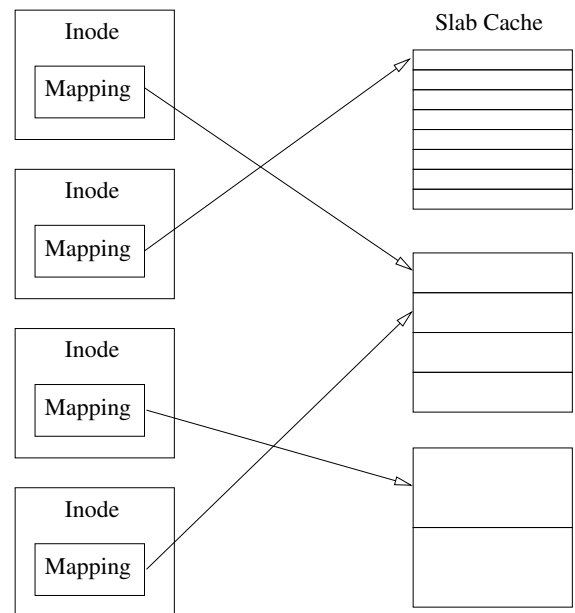 Inode
Mapping
Inode
Mapping
Inode
Mapping
Inode
Mapping
Slab Cache